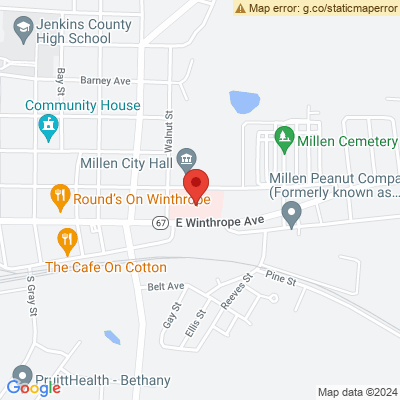 Map error: g.co/staticmaperror
Jenkins County
High School
Bay St
Barney Ave
Walnut St
Community House
Millen Cemetery
Millen City Hall
Millen Peanut Compa
(Formerly known as...
Round's On Winthrope
67
E Winthrope Ave
The Cafe On Cotton
S Gray St
Belt Ave
Gay St
Ellis St
Reeves St
Pine St
PruittHealth - Bethany
Google
Map data ©2024